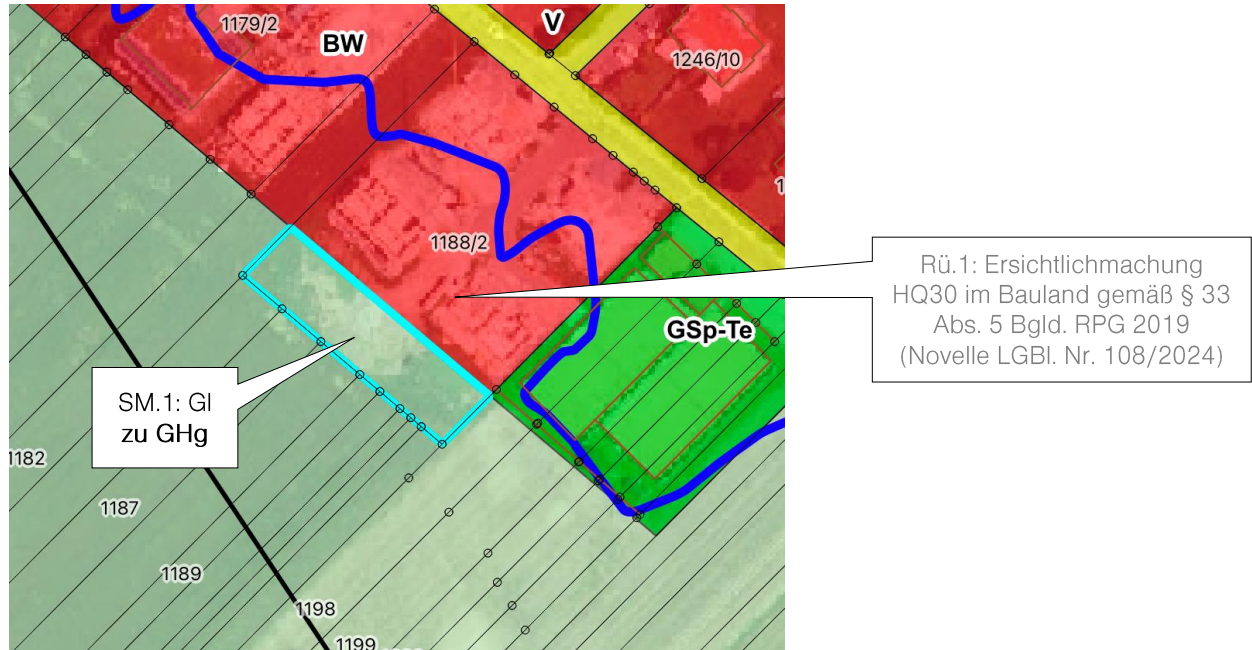 1179/2
BW
V
1246/10
1
1188/2
GSp-Te
Rü.1: Ersichtlichmachung
HQ30 im Bauland gemäß § 33
Abs. 5 Bgld. RPG 2019
(Novelle LGBl. Nr. 108/2024)
SM.1: Gl
zu GHg
1182
1187
1189
1198
1199